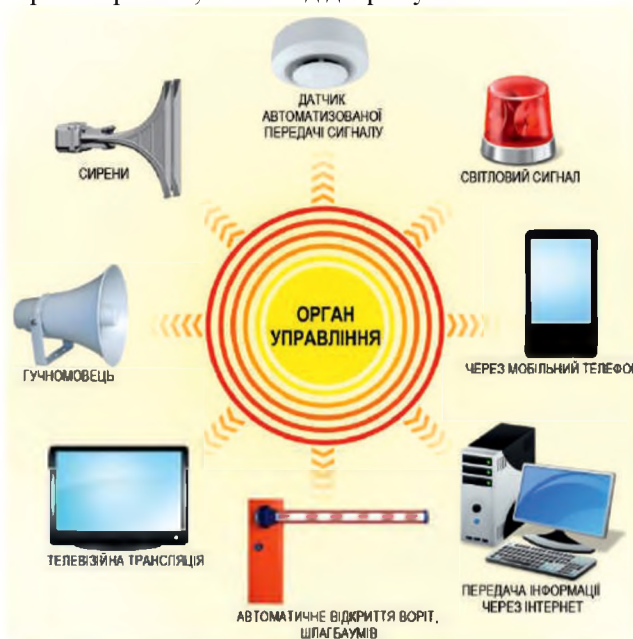 ДАТЧИК
АВТОМАТИЗОВАНОЇ
ПЕРЕДАЧІ СИГНАЛУ
СИРЕНИ
СВІТЛОВИЙ СИГНАЛ
ОРГАН
УПРАВЛІННЯ
ГУЧНОМОВЕЦЬ
ЧЕРЕЗ МОБІЛЬНИЙ ТЕЛЕФОН
ТЕЛЕВІЗІЙНА ТРАНСЛЯЦІЯ
ПЕРЕДАЧА ІНФОРМАЦІЇ
ЧЕРЕЗ ІНТЕРНЕТ
АВТОМАТИЧНЕ ВІДКРИТТЯ ВОРІТ,
ШЛАГБАУМІВ